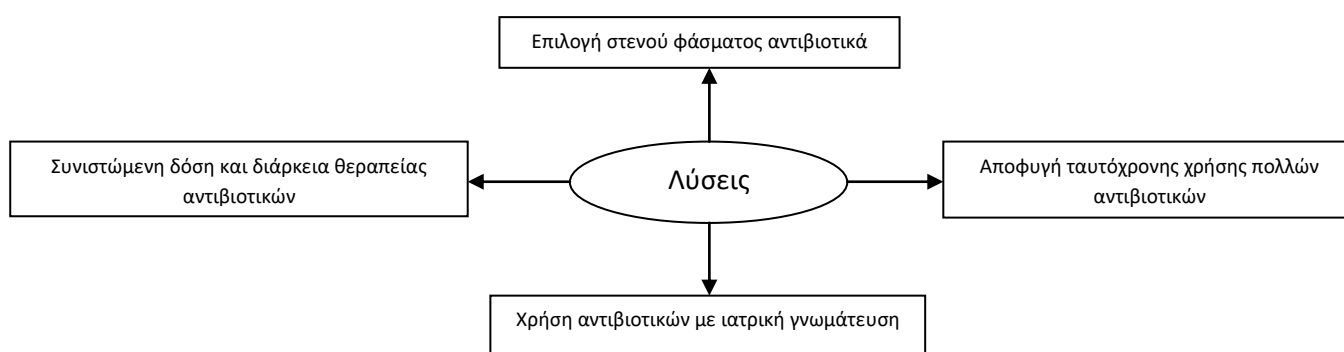 Επιλογή στενού φάσματος αντιβιοτικά
Συνιστώμενη δόση και διάρκεια θεραπείας
αντιβιοτικών
Λύσεις
Αποφυγή ταυτόχρονης χρήσης πολλών
αντιβιοτικών
Χρήση αντιβιοτικών με ιατρική γνωμάτευση